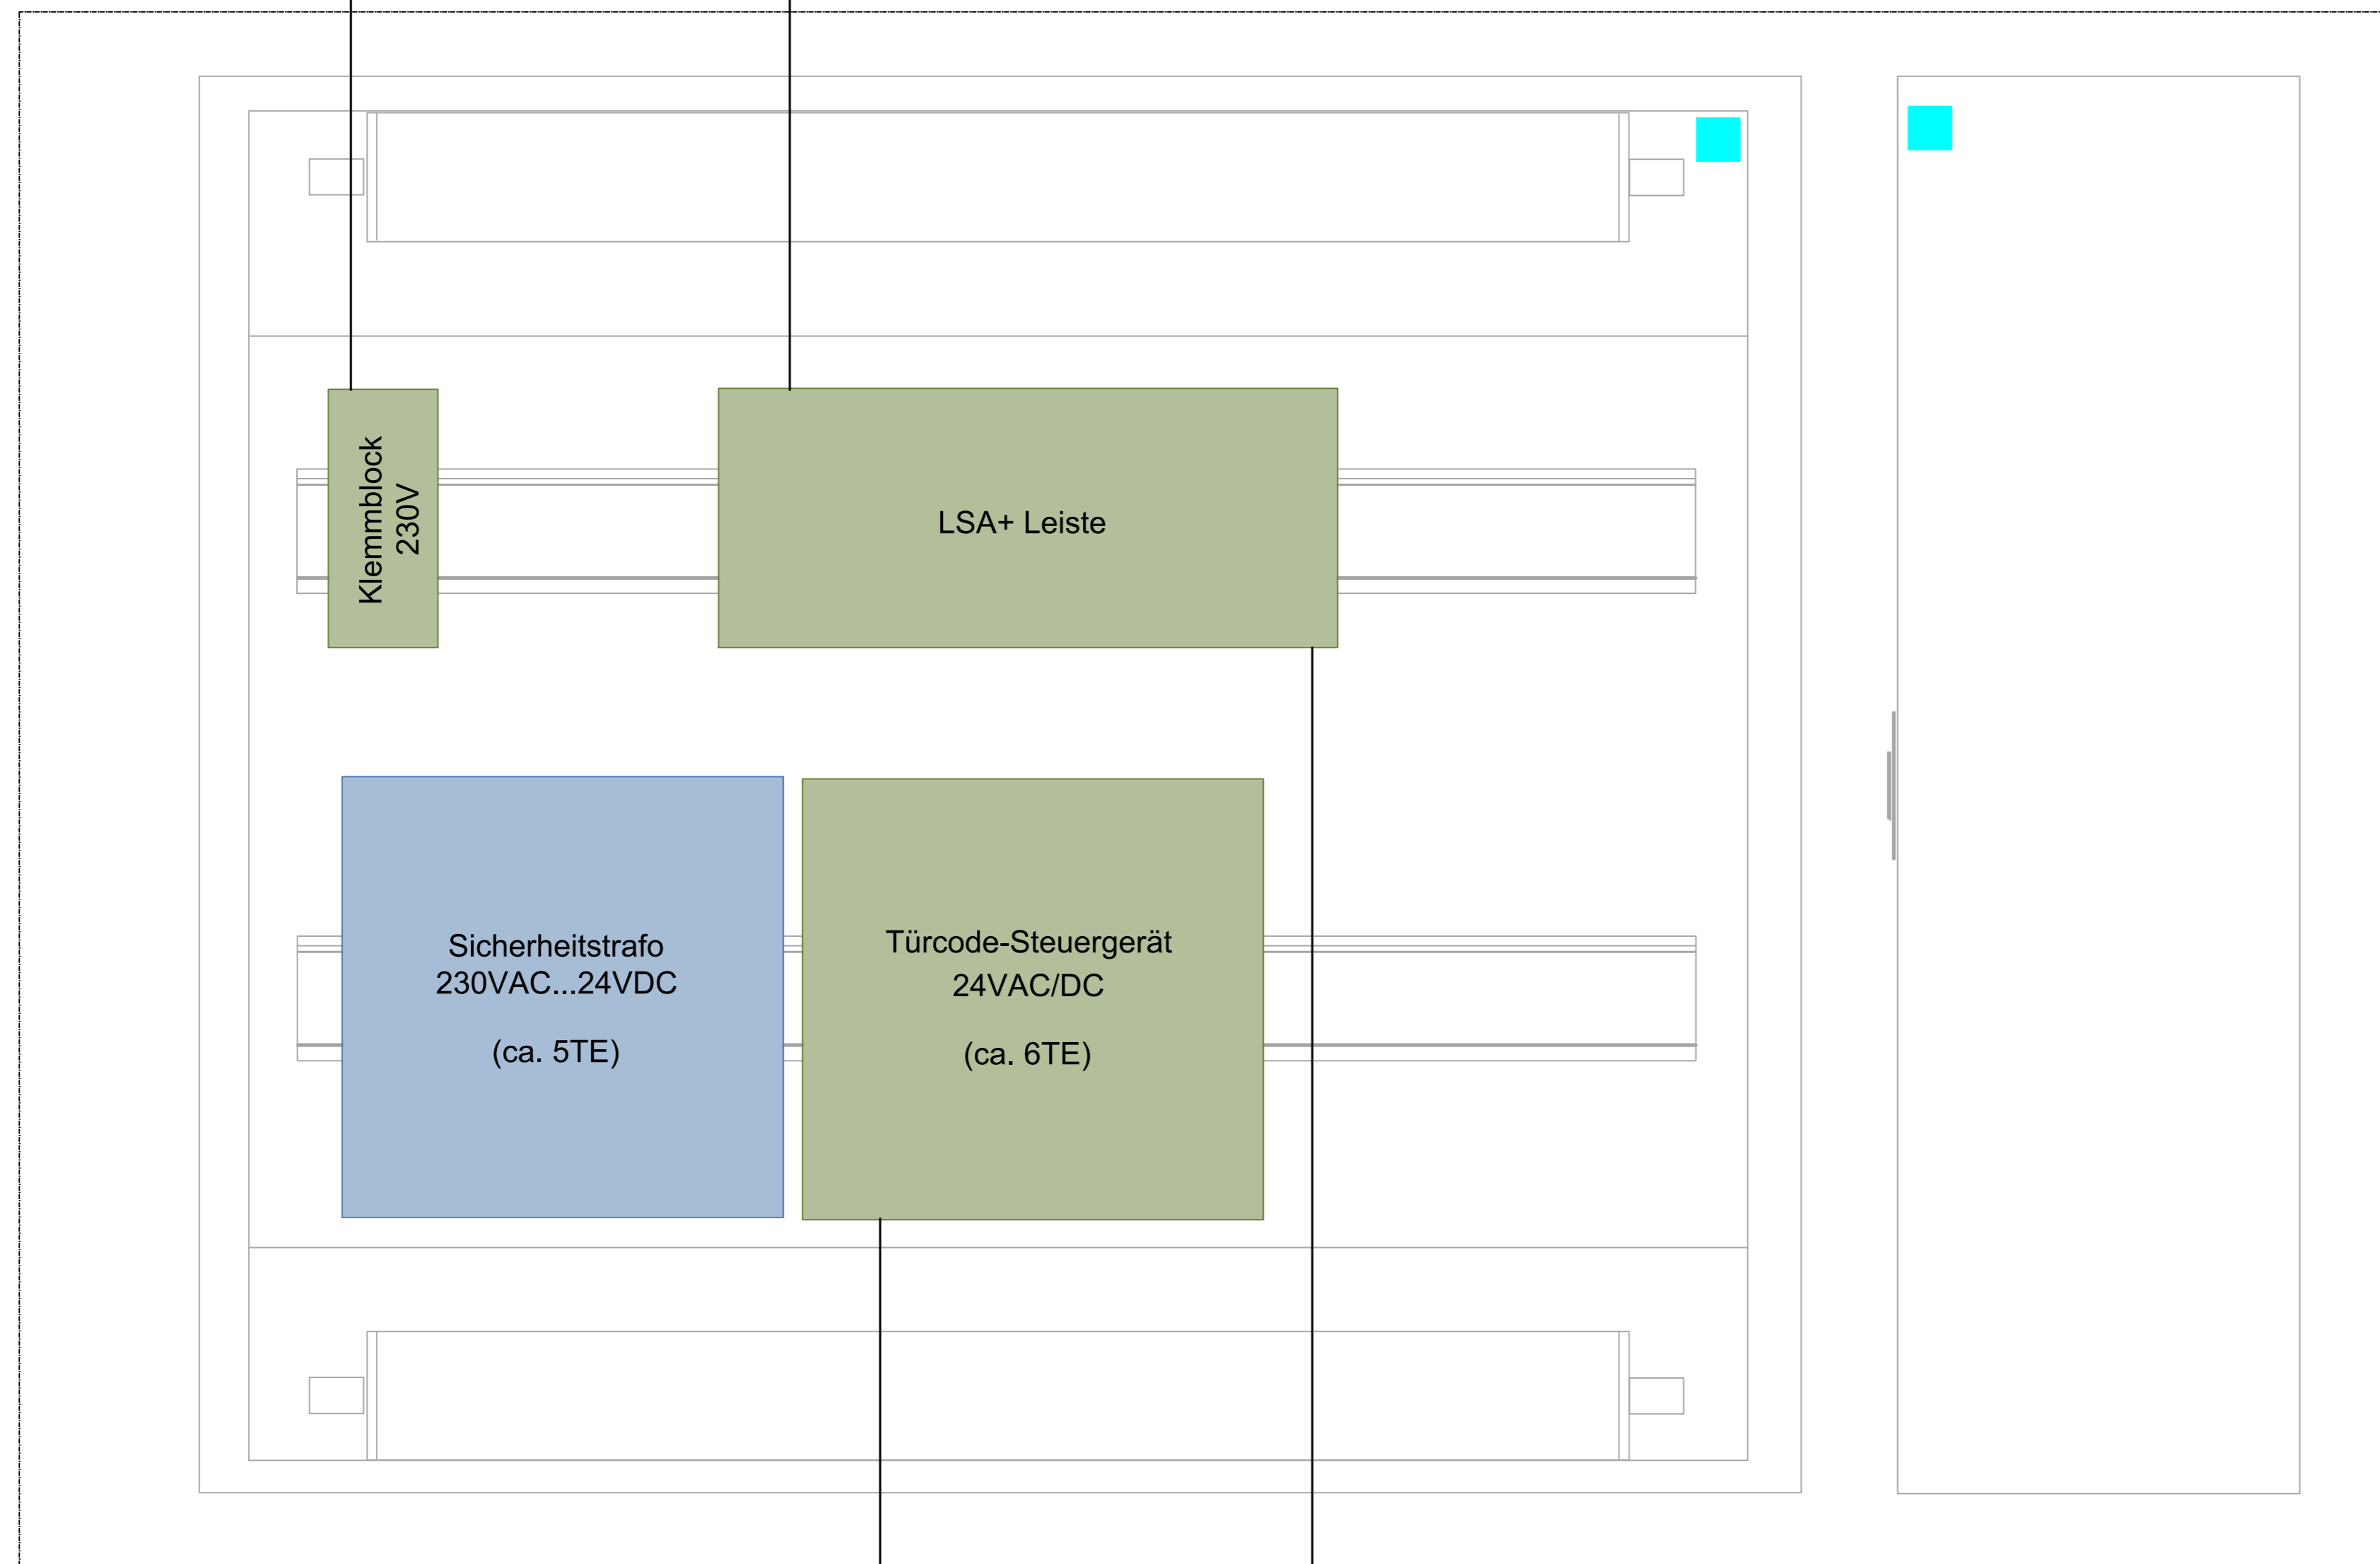 Klemmblock
230V
LSA+ Leiste
Sicherheitstrafo
230VAC...24VDC
(ca. 5TE)
Türcode-Steuergerät
24VAC/DC
(ca. 6TE)